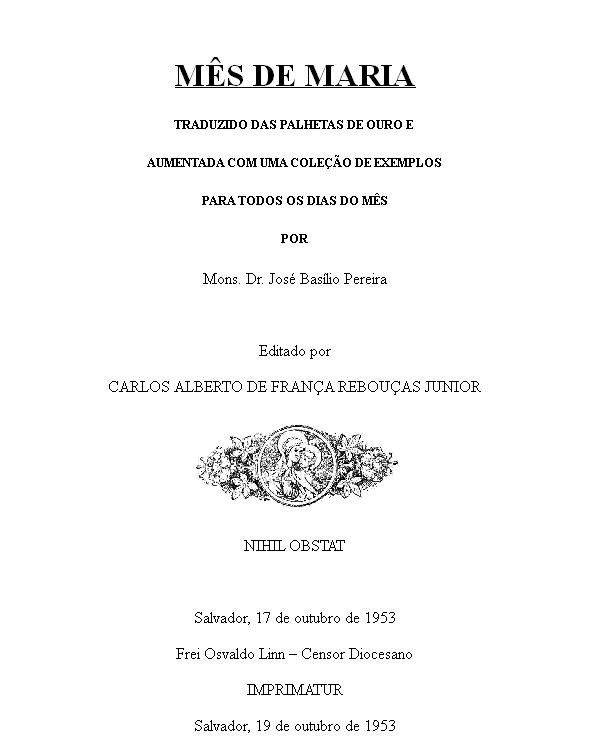 MÊS DE MARIA
TRADUZIDO DAS PALHETAS DE OURO E
AUMENTADA COM UMA COLEÇÃO DE EXEMPLOS
PARA TODOS OS DIAS DO MÊS
POR
Mons. Dr. José Basílio Pereira
Editado por
CARLOS ALBERTO DE FRANÇA REBOUÇAS JUNIOR
NIHIL OBSTAT
Salvador, 17 de outubro de 1953
Frei Osvaldo Linn – Censor Diocesano
IMPRIMATUR
Salvador, 19 de outubro de 1953